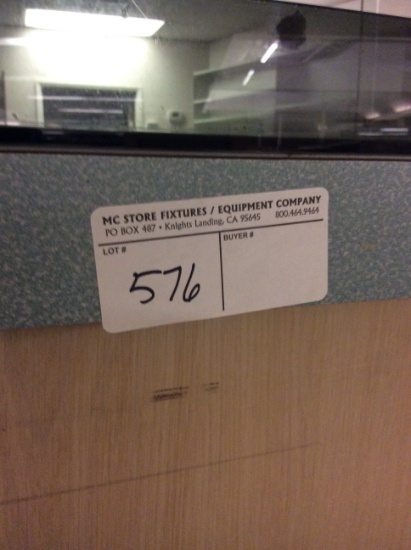 MC STORE FIXTURES / EQUIPMENT COMPANY
PO BOX 487 • Knights Landing, CA 95645 800.464.9464
LOT # BUYER #
576